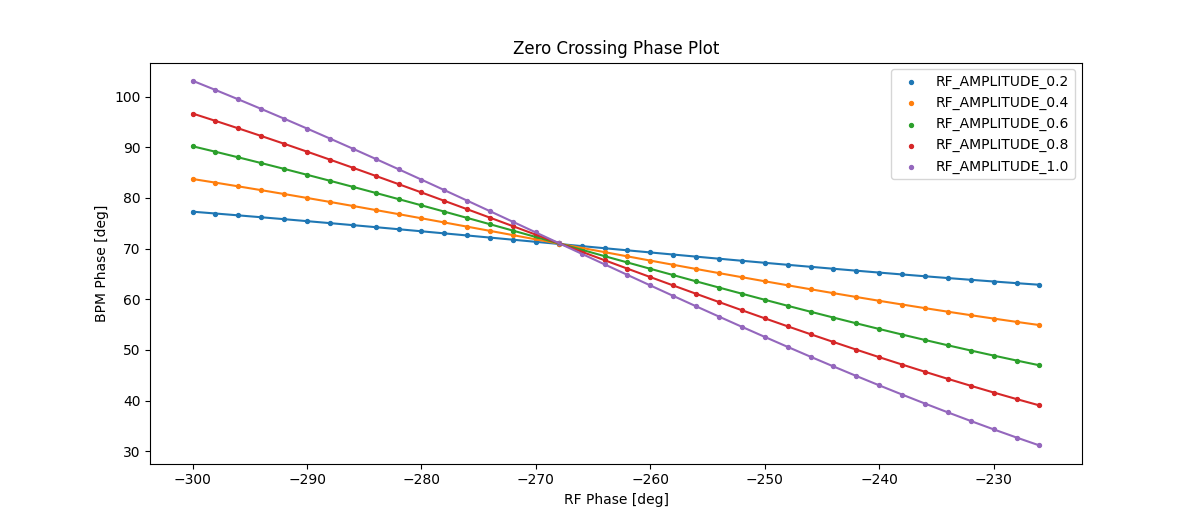 Zero Crossing Phase Plot
RF_AMPLITUDE_0.2
RF_AMPLITUDE_0.4
RF_AMPLITUDE_0.6
RF_AMPLITUDE_0.8
RF_AMPLITUDE_1.0
BPM Phase [deg]
100
90
80
70
60
50
40
30
−300 −290 −280 −270 −260 −250 −240 −230
RF Phase [deg]